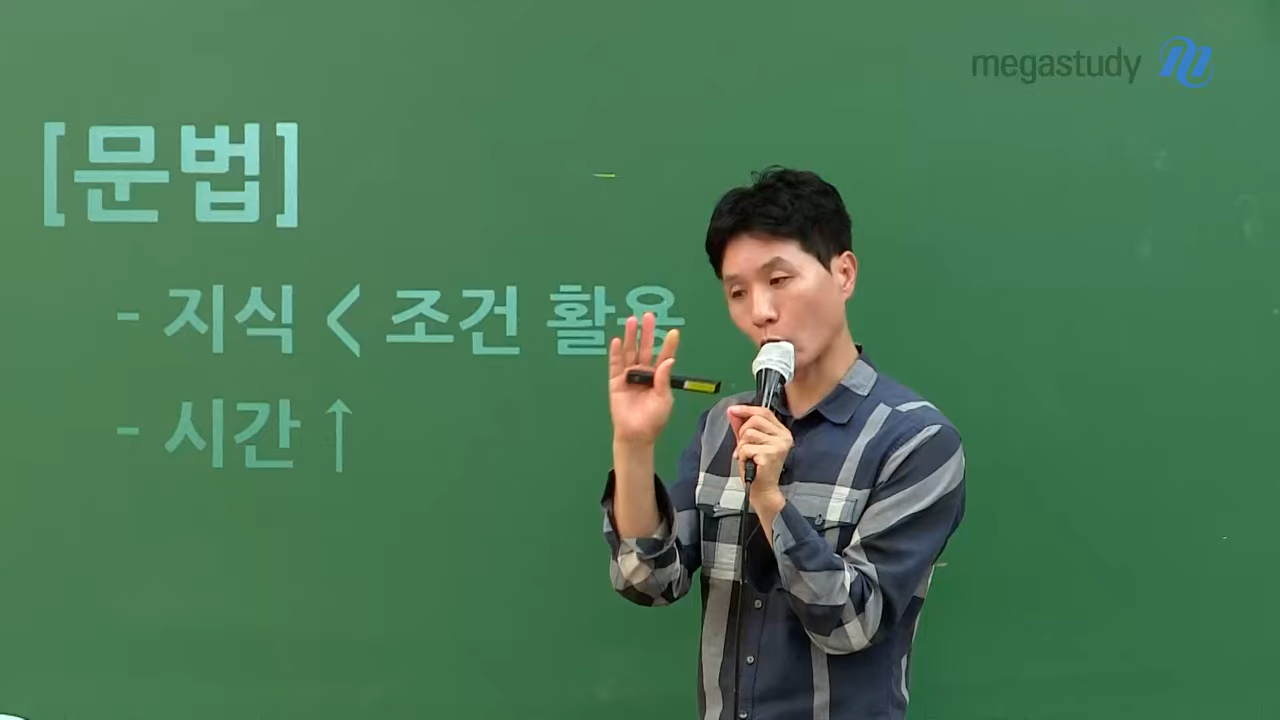 megastudy
[문법]
- 지식 < 조건 활용
- 시간 ↑